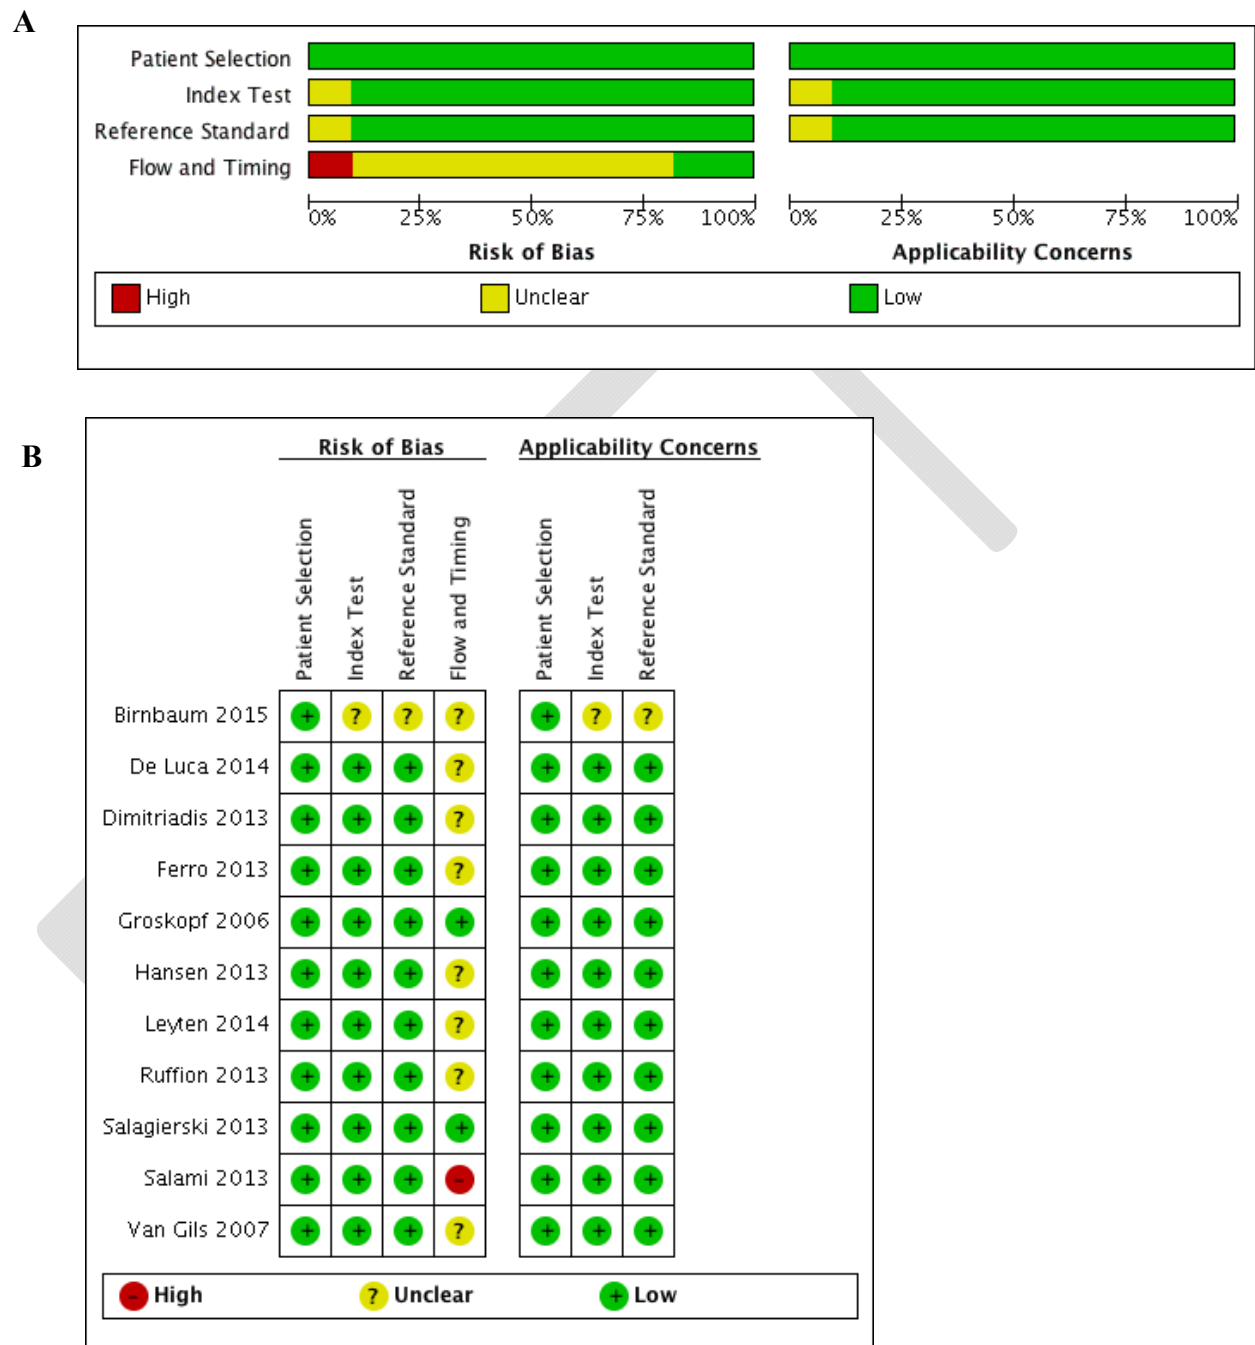 A
Patient Selection
Index Test
Reference Standard
Flow and Timing
0% 25% 50% 75% 100% 0% 25% 50% 75% 100%
Risk of Bias Applicability Concerns
High Unclear Low
B
Risk of Bias Applicability Concerns
Patient Selection
Index Test
Reference Standard
Flow and Timing
Patient Selection
Index Test
Reference Standard
Birnbaum 2015 + ? ? ? + ? ?
De Luca 2014 + + + ? + + +
Dimitriadis 2013 + + + ? + + +
Ferro 2013 + + + ? + + +
Groskopf 2006 + + + + + + +
Hansen 2013 + + + ? + + +
Leyten 2014 + + + ? + + +
Ruffion 2013 + + + ? + + +
Salagierski 2013 + + + + + + +
Salami 2013 + + + - + + +
Van Gils 2007 + + + ? + + +
- High ? Unclear + Low